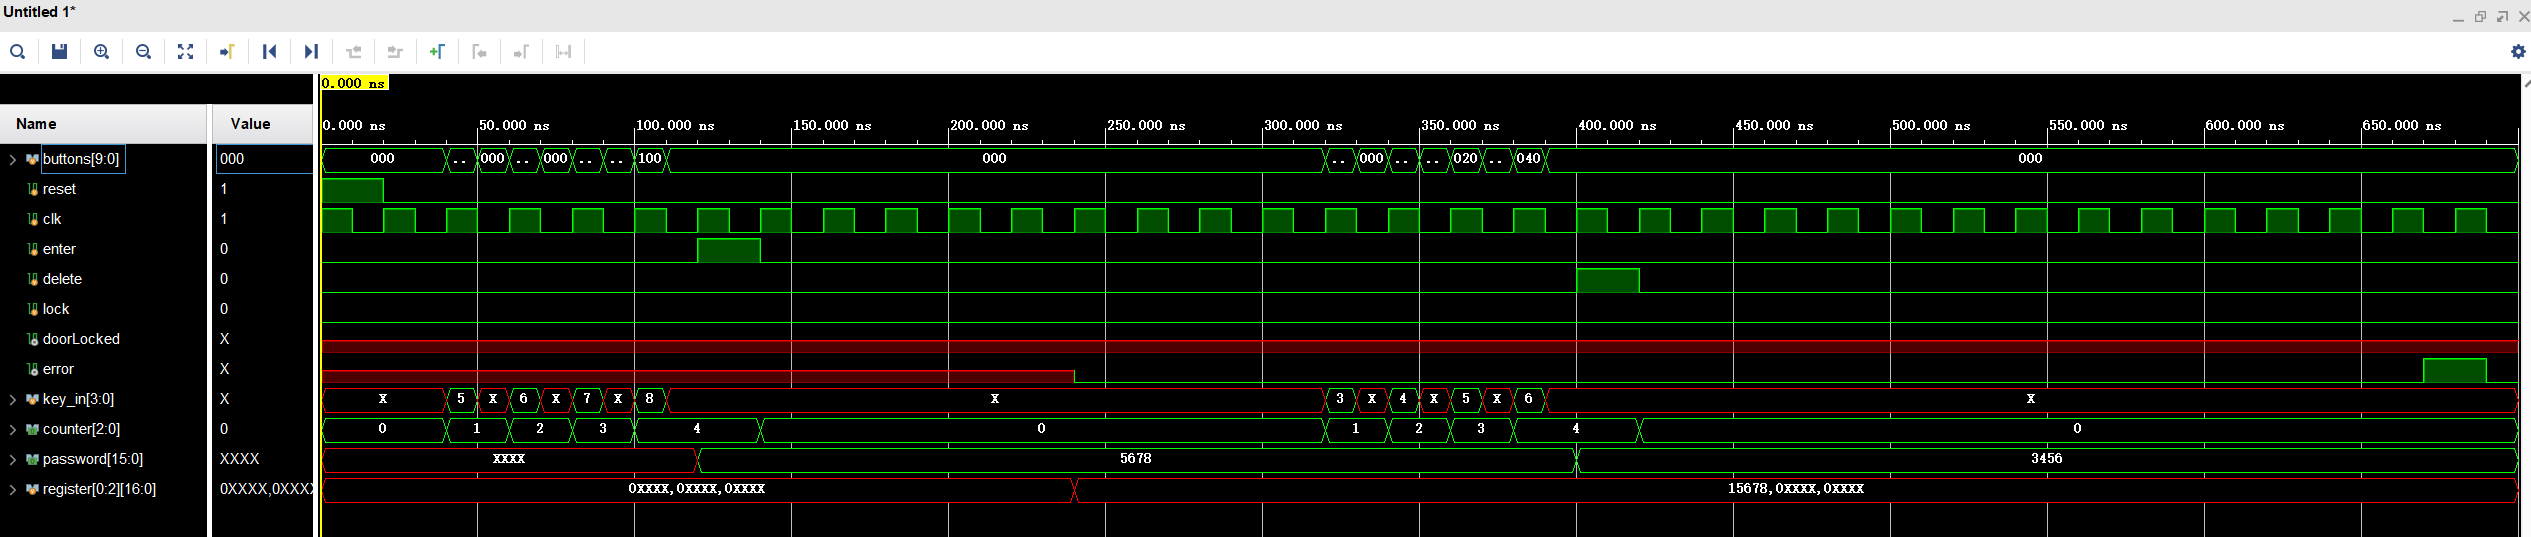 Untitled 1*
0.000 ns
Name Value
0.000 ns 50.000 ns 100.000 ns 150.000 ns 200.000 ns 250.000 ns 300.000 ns 350.000 ns 400.000 ns 450.000 ns 500.000 ns 550.000 ns 600.000 ns 650.000 ns
buttons[9:0] 000 000 .. 000 .. 000 .. .. 100 000 .. 000 .. .. 020 .. 040 000
reset 1
clk 1
enter 0
delete 0
lock 0
doorLocked X
error X
key_in[3:0] X X 5 X 6 X 7 X 8 X 3 X 4 X 5 X 6 X
counter[2:0] 0 0 1 2 3 4 0 1 2 3 4 0
password[15:0] XXXX XXXX 5678 3456
register[0:2][16:0] 0XXXX,0XXX 0XXXX,0XXXX,0XXXX 15678,0XXXX,0XXXX